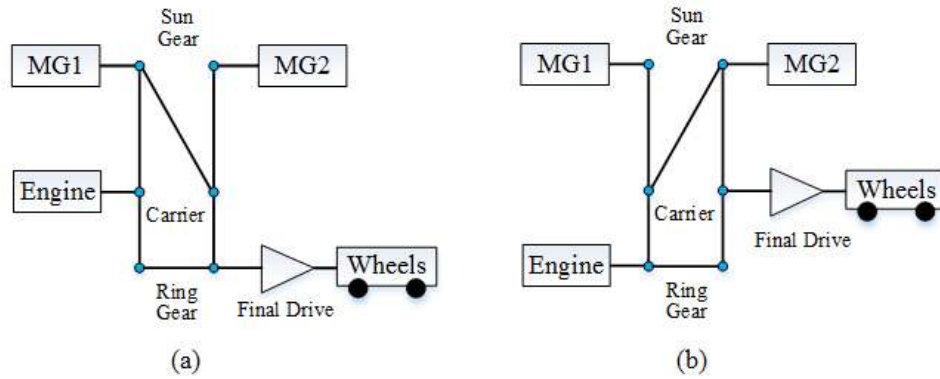 Sun
Gear
MG1
MG2
Engine
Carrier
Wheels
Ring
Gear
Final Drive
(a)
Sun
Gear
MG1
MG2
Carrier
Wheels
Final Drive
Engine
Ring
Gear
(b)